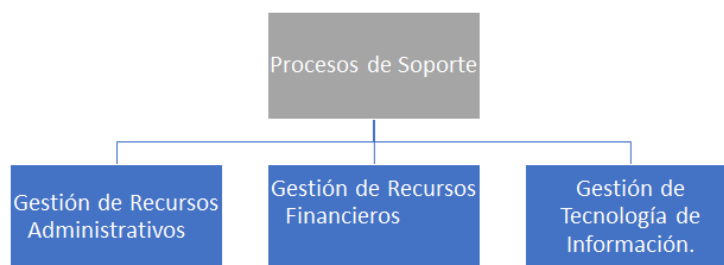 Procesos de Soporte
Gestión de Recursos
Administrativos
Gestión de Recursos
Financieros
Gestión de
Tecnología de
Información.